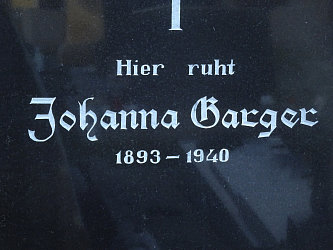 Hier ruht
Johanna Garger
1893 – 1940